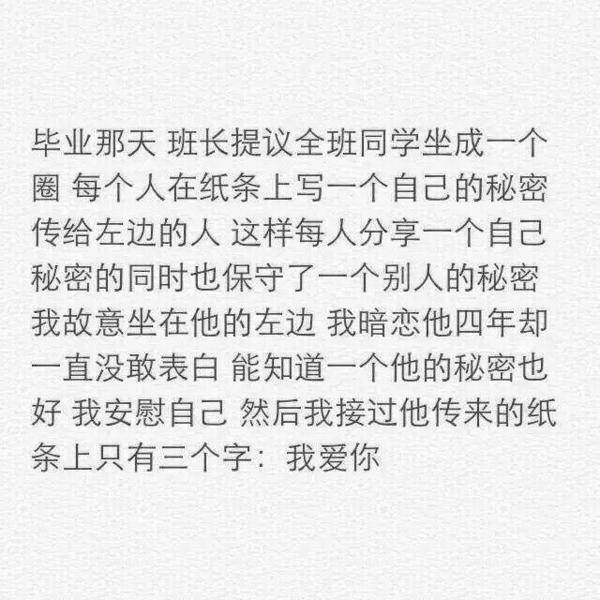 毕业那天 班长提议全班同学坐成一个
圈 每个人在纸条上写一个自己的秘密
传给左边的人 这样每人分享一个自己
秘密的同时也保守了一个别人的秘密
我故意坐在他的左边 我暗恋他四年却
一直没敢表白 能知道一个他的秘密也
好 我安慰自己 然后我接过他传来的纸
条上只有三个字：我爱你